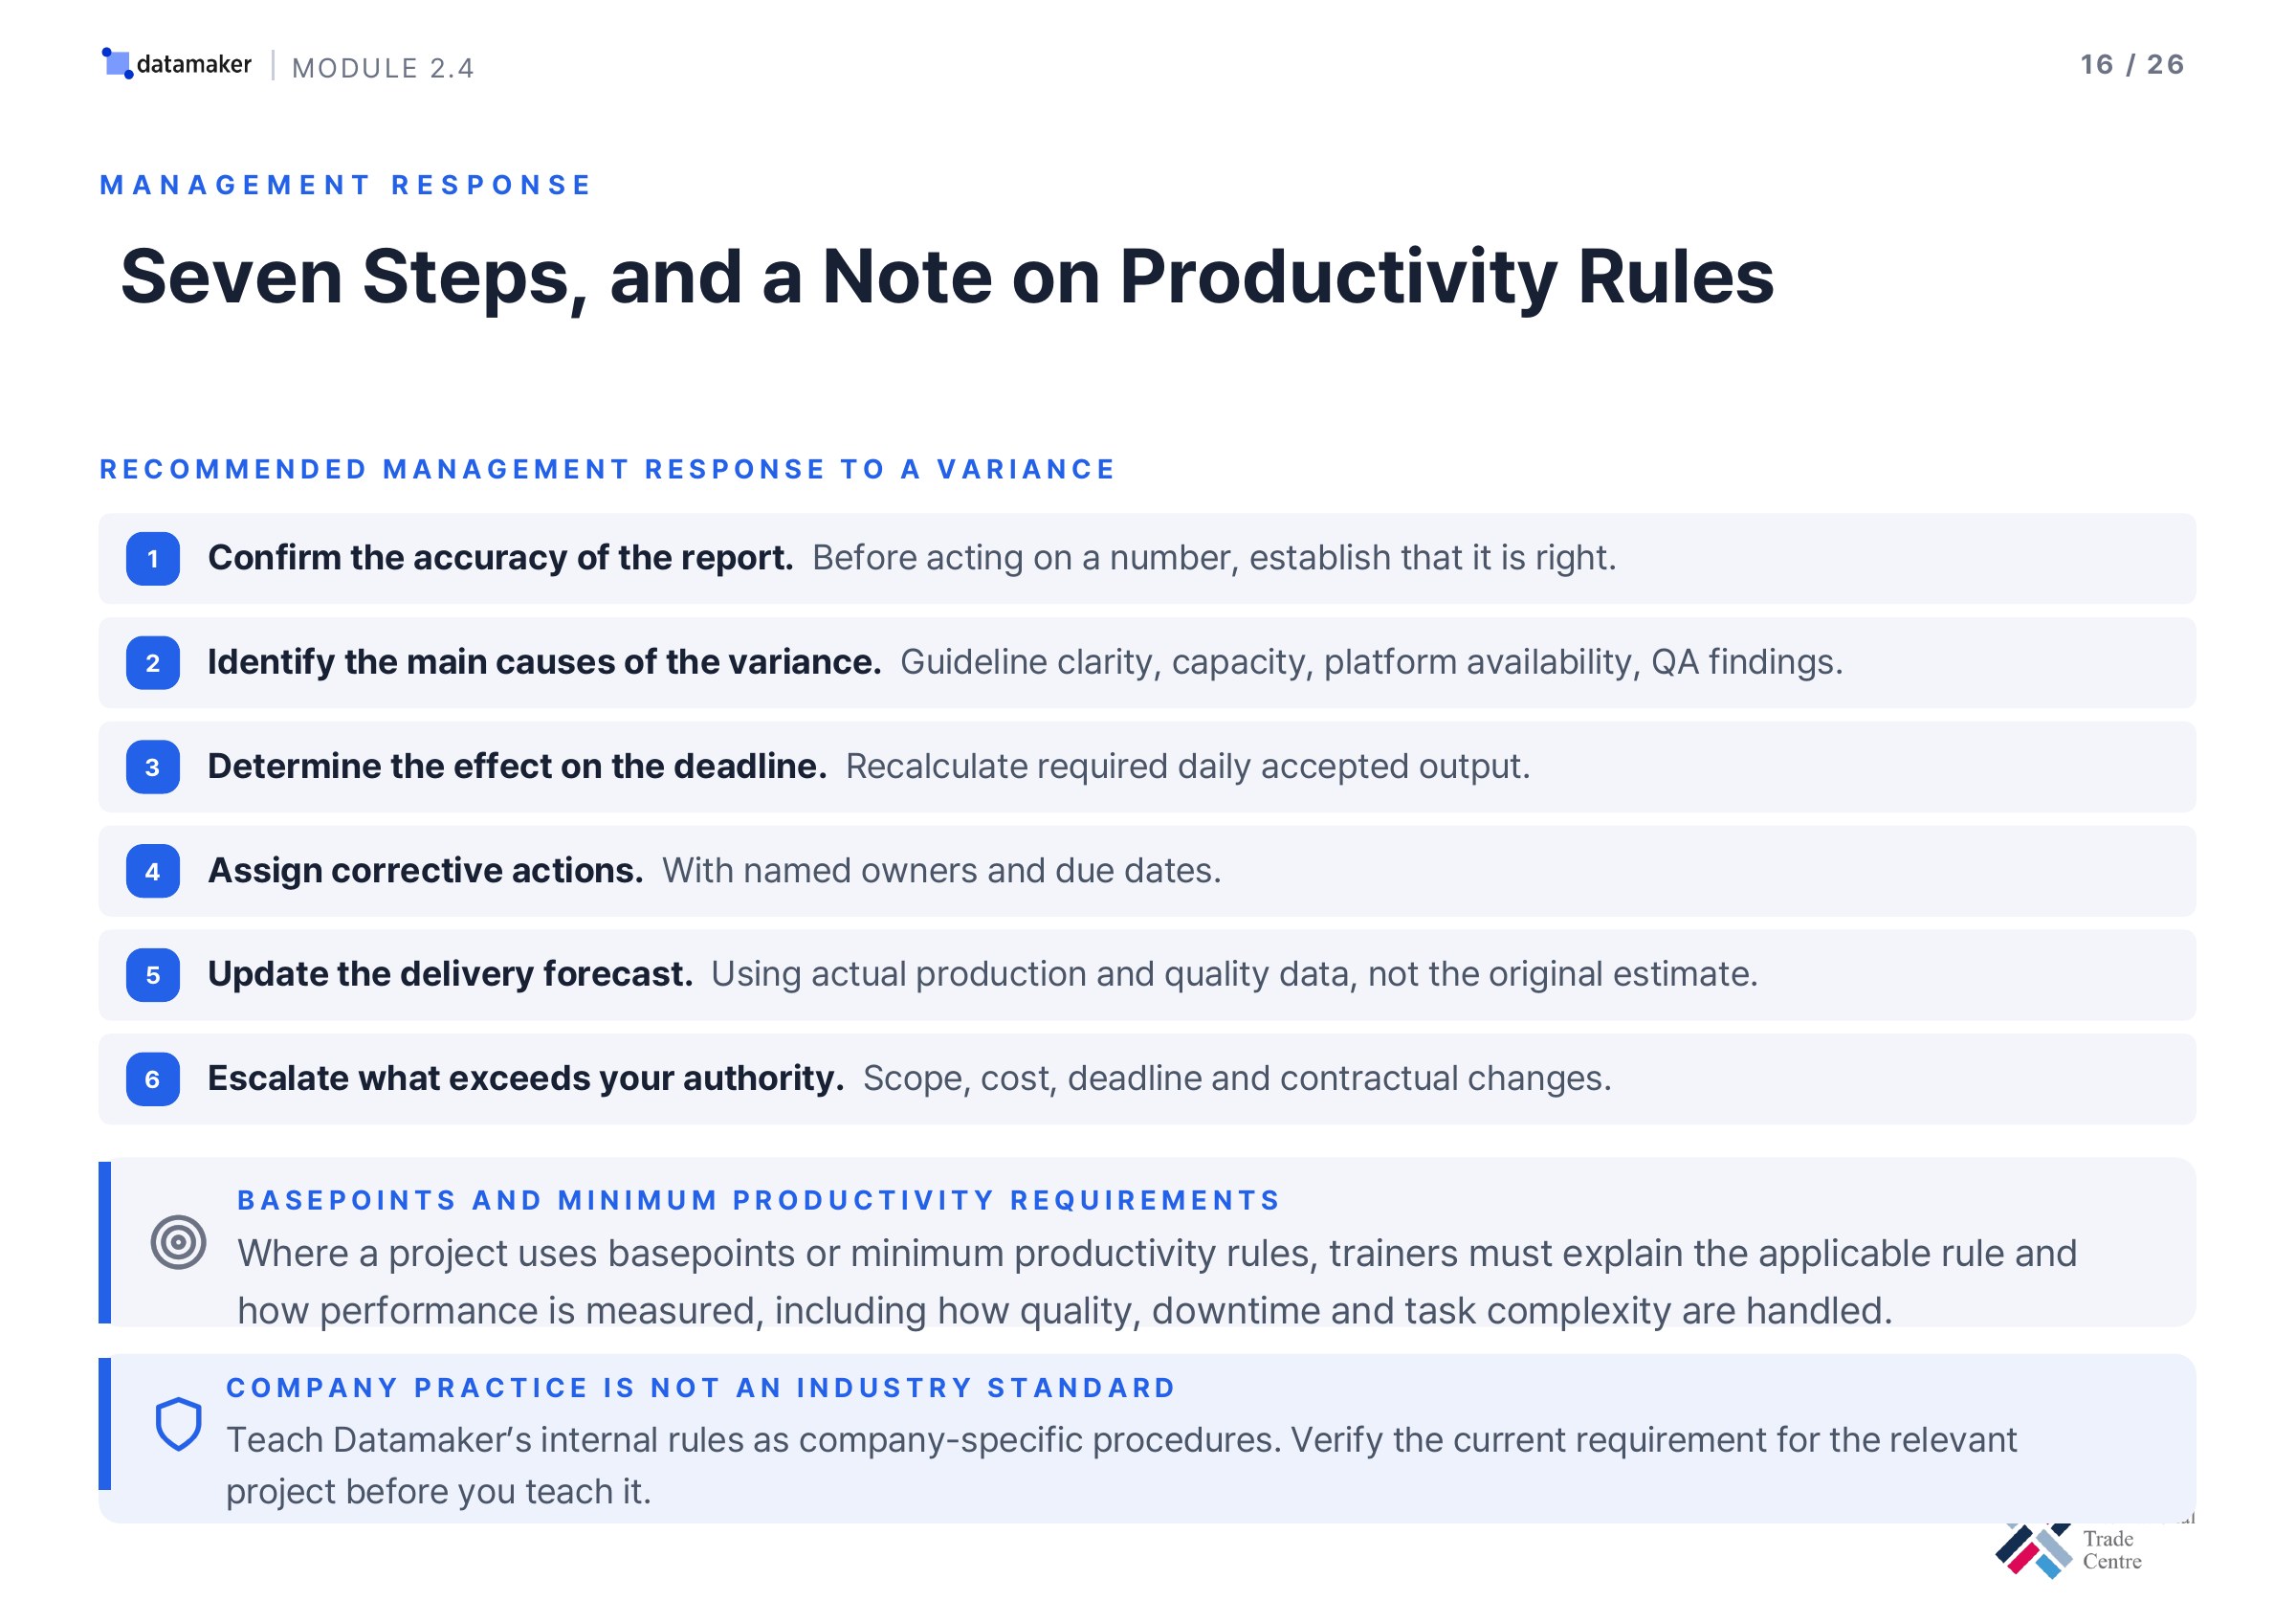 datamaker MODULE 2.4
16 / 26
MANAGEMENT RESPONSE
Seven Steps, and a Note on Productivity Rules
RECOMMENDED MANAGEMENT RESPONSE TO A VARIANCE
1 Confirm the accuracy of the report. Before acting on a number, establish that it is right.
2 Identify the main causes of the variance. Guideline clarity, capacity, platform availability, QA findings.
3 Determine the effect on the deadline. Recalculate required daily accepted output.
4 Assign corrective actions. With named owners and due dates.
5 Update the delivery forecast. Using actual production and quality data, not the original estimate.
6 Escalate what exceeds your authority. Scope, cost, deadline and contractual changes.
BASEPOINTS AND MINIMUM PRODUCTIVITY REQUIREMENTS
Where a project uses basepoints or minimum productivity rules, trainers must explain the applicable rule and
how performance is measured, including how quality, downtime and task complexity are handled.
COMPANY PRACTICE IS NOT AN INDUSTRY STANDARD
Teach Datamaker’s internal rules as company-specific procedures. Verify the current requirement for the relevant
project before you teach it.
Trade
Centre